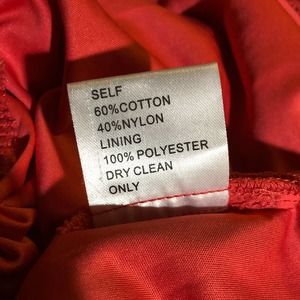 SELF
60%COTTON
40%NYLON
LINING
100% POLYESTER
DRY CLEAN
ONLY